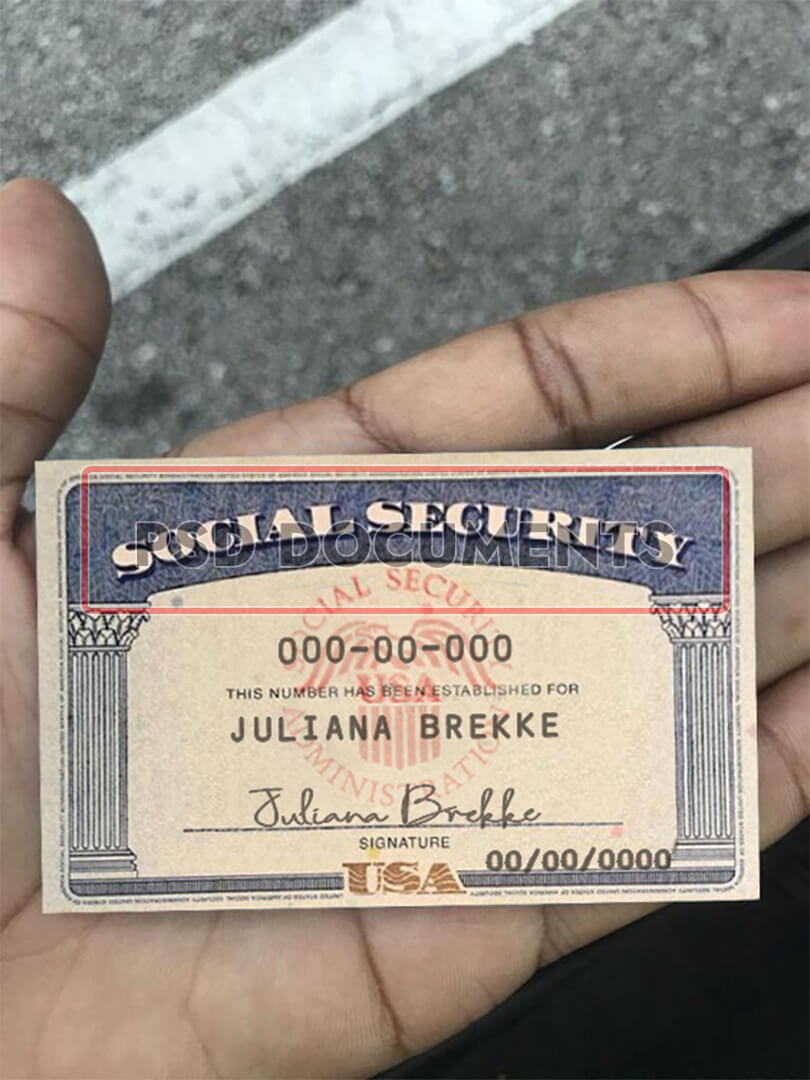 SOCIAL SECURITY
PSD DOCUMENTS
SOCIAL SECURITY
000-00-000
USA
THIS NUMBER HAS BEEN ESTABLISHED FOR
JULIANA BREKKE
ADMINISTRATION
Juliana Brekke
SIGNATURE
00/00/0000
USA